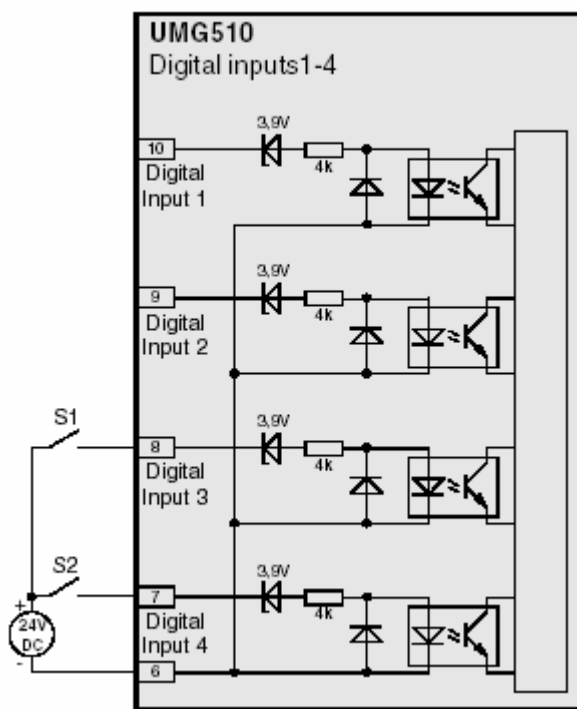 UMG510
Digital inputs1-4
3,9V
10
4k
Digital
Input 1
3,9V
9
4k
Digital
Input 2
3,9V
S1
8
4k
Digital
Input 3
3,9V
S2
7
4k
+
24V
DC
-
Digital
Input 4
6